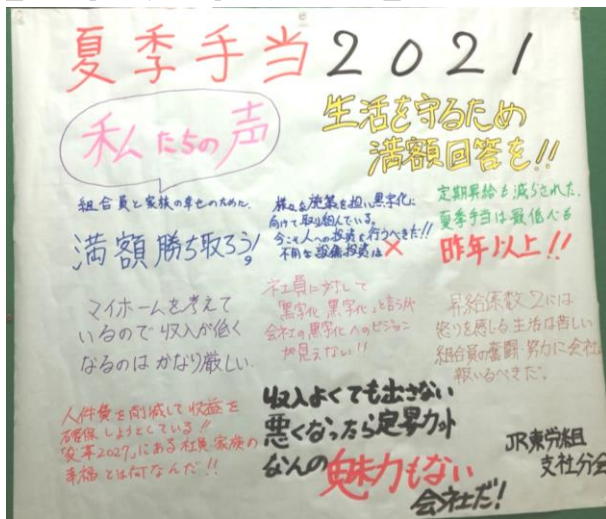 夏季手当2021
私たちの声
生活を守るため
満額回答を!!
組合員と家族の幸せのために、
満額勝ち取ろう!
様々な施策を担い黒字化に
向けて取り組んでいる。
今こそ人への投資を行うべきだ!!
不用な設備投資は×
定期昇給も減らされた。
夏季手当は最低でも
昨年以上!!
マイホームを考えて
いるので収入が低く
なるのはかなり厳しい。
社員に対して
「黒字化、黒字化」と言うが
会社の黒字化へのビジョン
が見えない!!
昇給係数2には
怒りを感じる生活は苦しい
組合員の奮闘・努力に会社は
報いるべきだ。
人件費を削減して収益を
確保しようとしている!!
「変革2027」にある社員・家族の
幸福とは何なんだ!!
収入よくても出さない
悪くなったら定昇カット
なんの魅力もない
会社だ!
JR東労組
支社分会